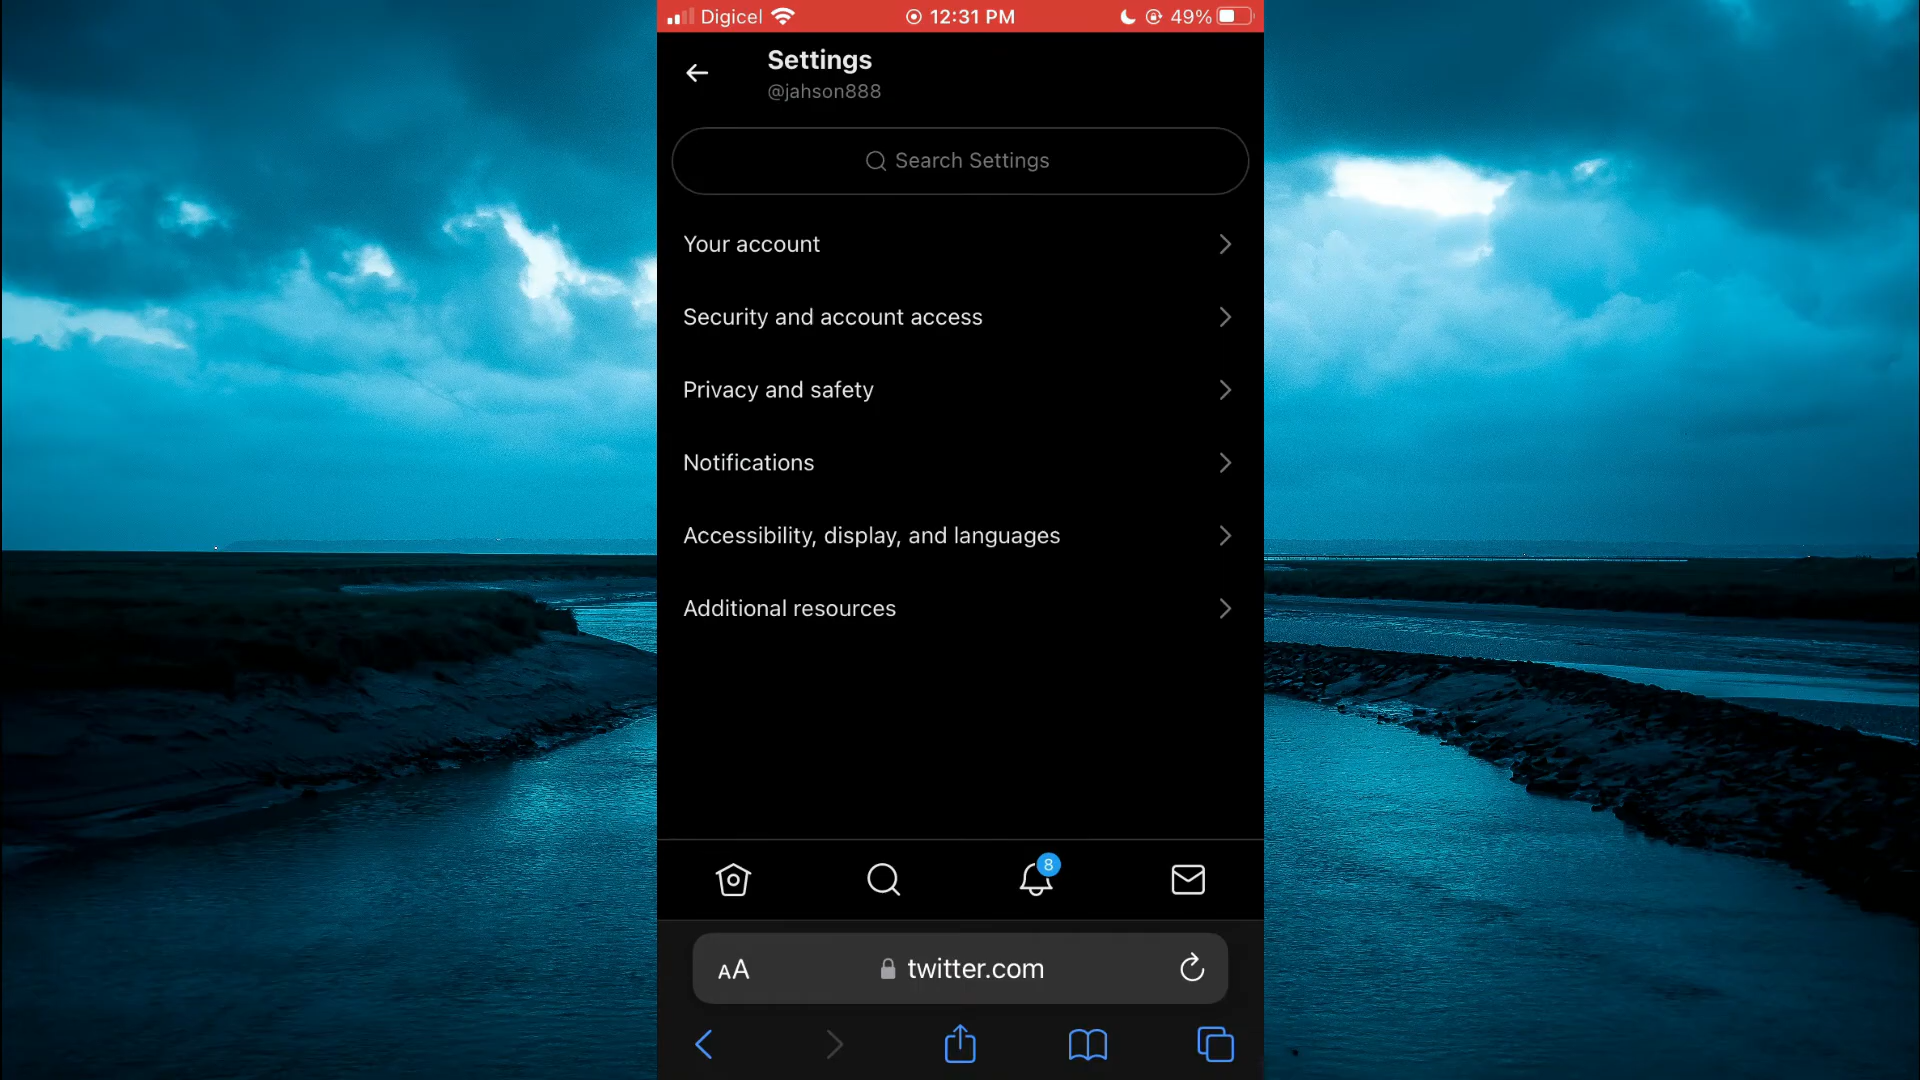 Digicel 12:31 PM 49%
Settings
@jahson888
Search Settings
Your account
Security and account access
Privacy and safety
Notifications
Accessibility, display, and languages
Additional resources
8
AA twitter.com